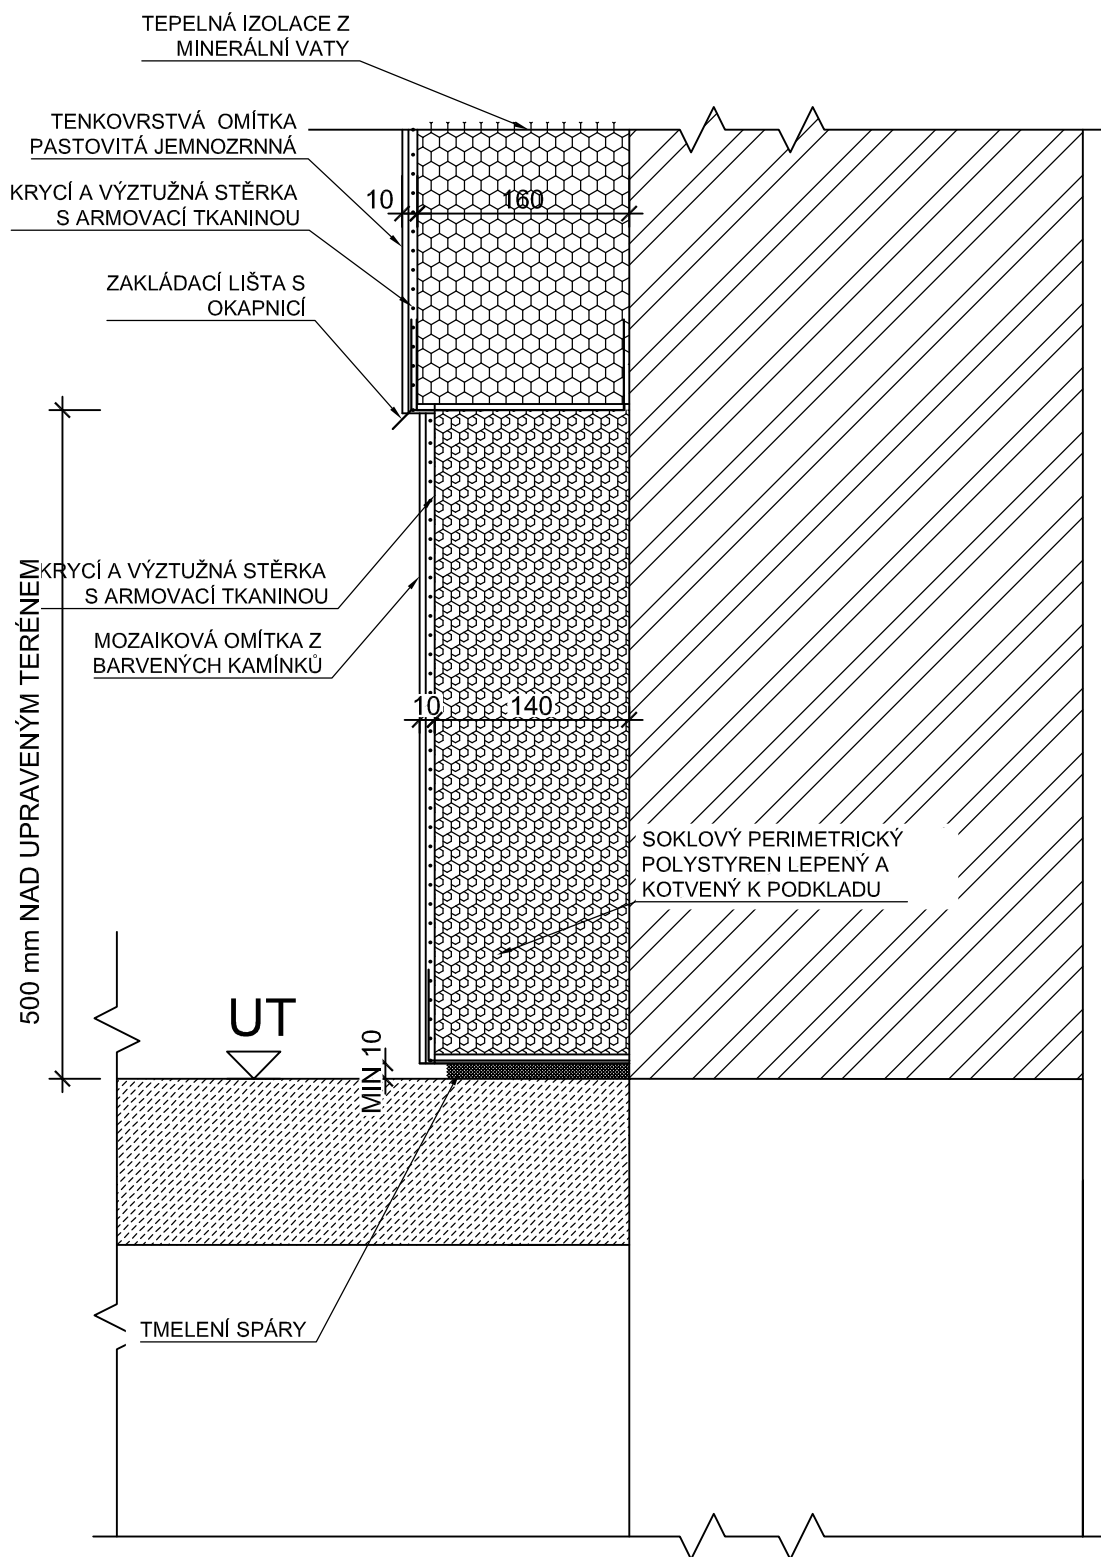 TEPELNÁ IZOLACE Z
MINERÁLNÍ VATY
TENKOVRSTVÁ OMÍTKA
PASTOVITÁ JEMNOZRNNÁ
KRYCÍ A VÝZTUŽNÁ STĚRKA
S ARMOVACÍ TKANINOU
10
160
ZAKLÁDACÍ LIŠTA S
OKAPNICÍ
500 mm NAD UPRAVENÝM TERÉNEM
KRYCÍ A VÝZTUŽNÁ STĚRKA
S ARMOVACÍ TKANINOU
MOZAIKOVÁ OMÍTKA Z
BARVENÝCH KAMÍNKŮ
10
140
SOKLOVÝ PERIMETRICKÝ
POLYSTYREN LEPENÝ A
KOTVENÝ K PODKLADU
UT
MIN 10
TMELENÍ SPÁRY